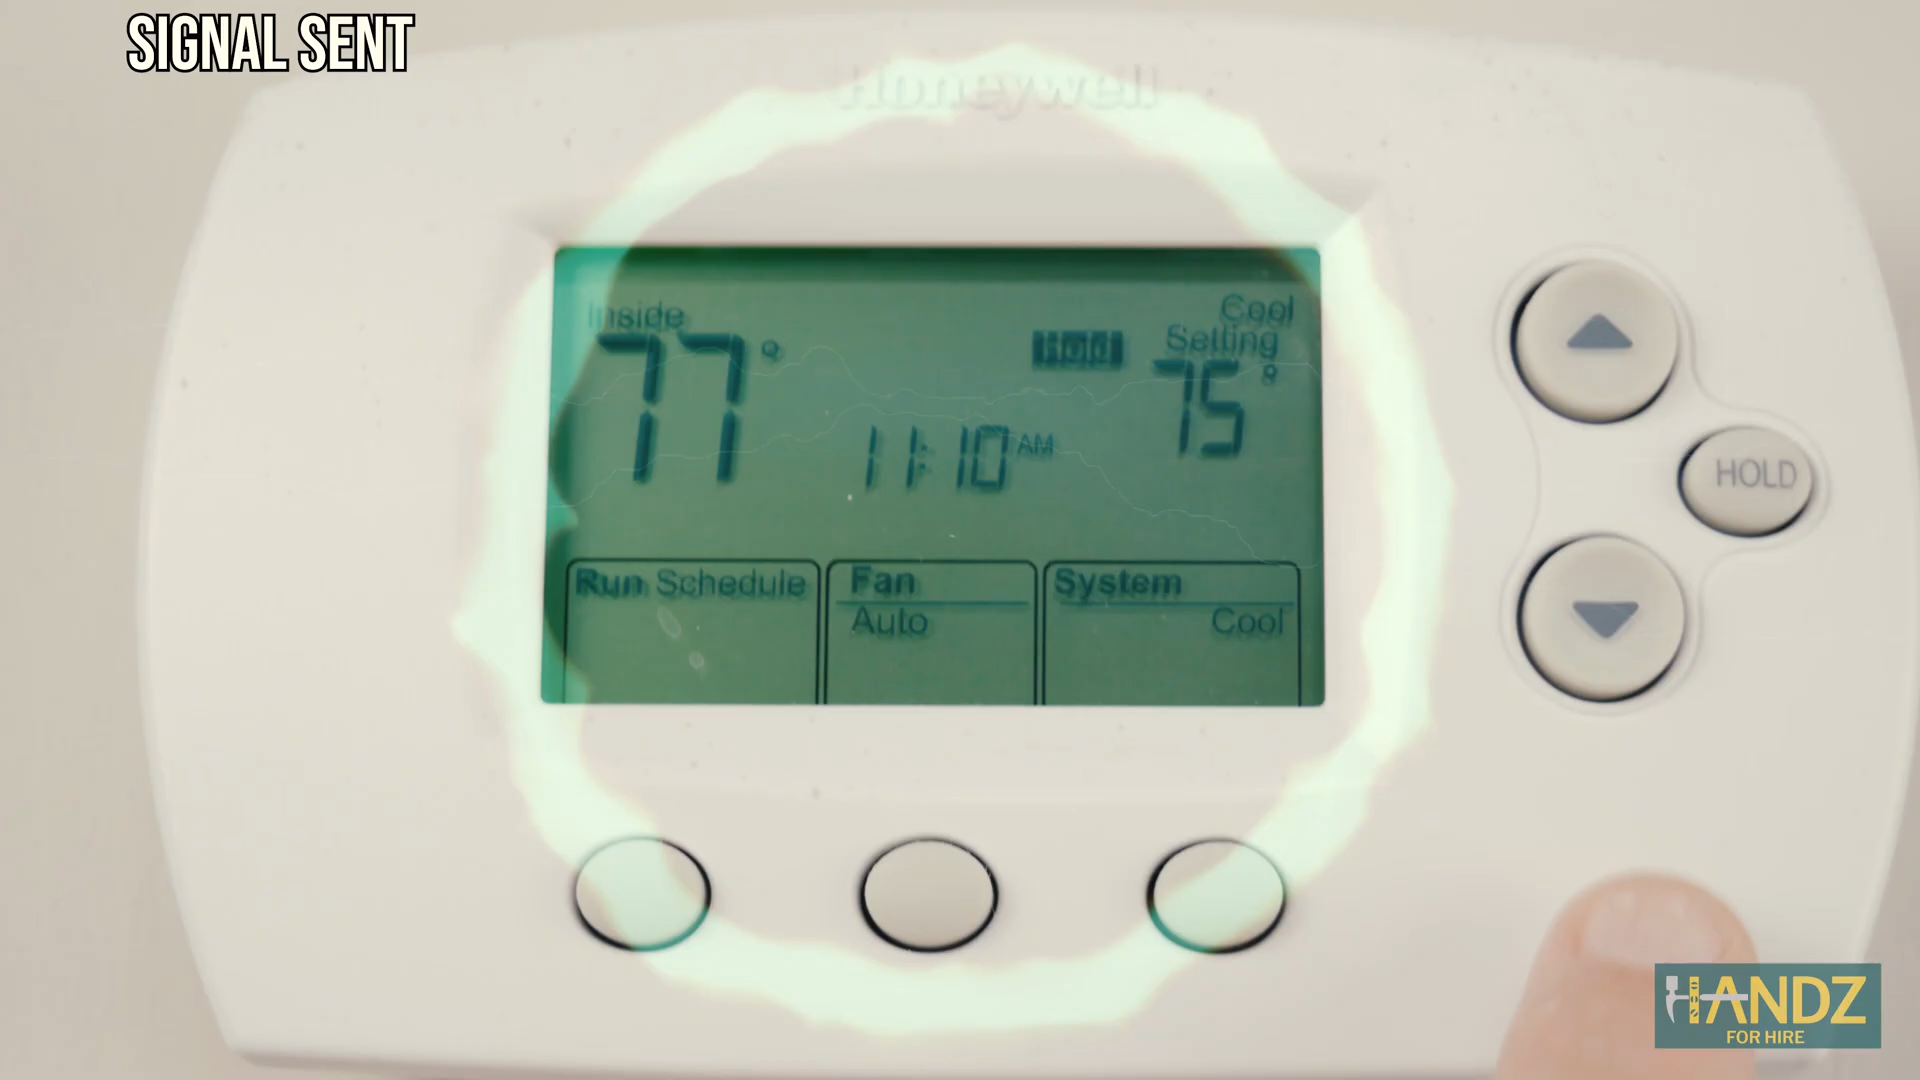 SIGNAL SENT
Honeywell
Inside
77°
HOLD
Cool
Setting
75°
11:10 AM
Run Schedule
Fan
Auto
System
Cool
HOLD
HANDZ
FOR HIRE